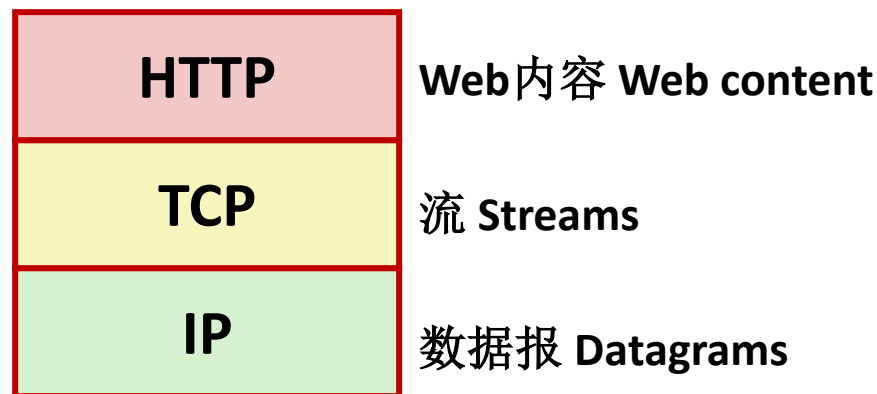 HTTP
Web内容 Web content
TCP
流 Streams
IP
数据报 Datagrams